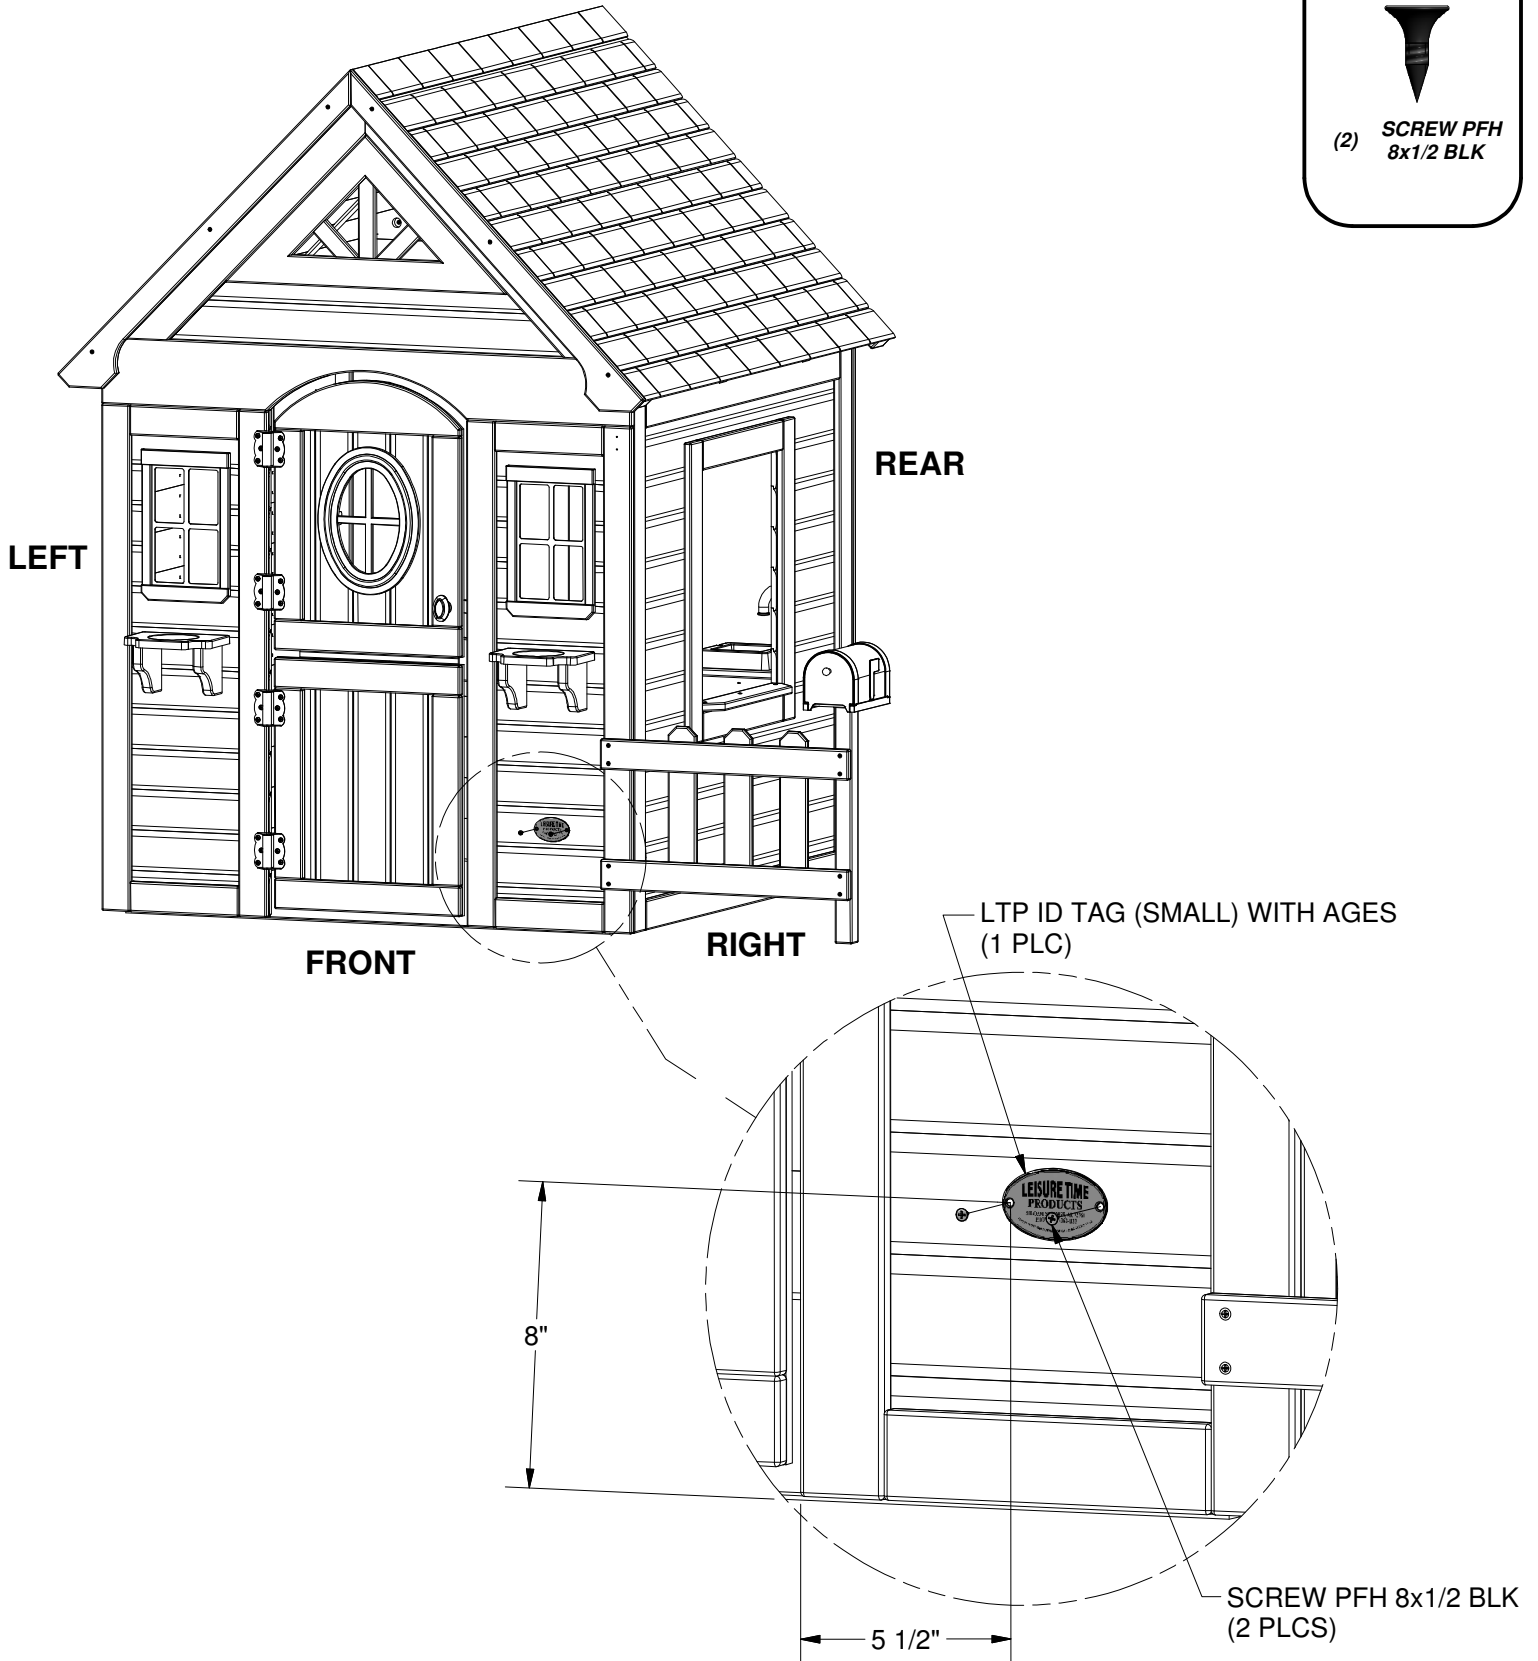 (2) SCREW PFH
8x1/2 BLK
REAR
LEFT
FRONT
RIGHT
LTP ID TAG (SMALL) WITH AGES
(1 PLC)
LEISURE TIME
PRODUCTS
8"
SCREW PFH 8x1/2 BLK
(2 PLCS)
5 1/2"